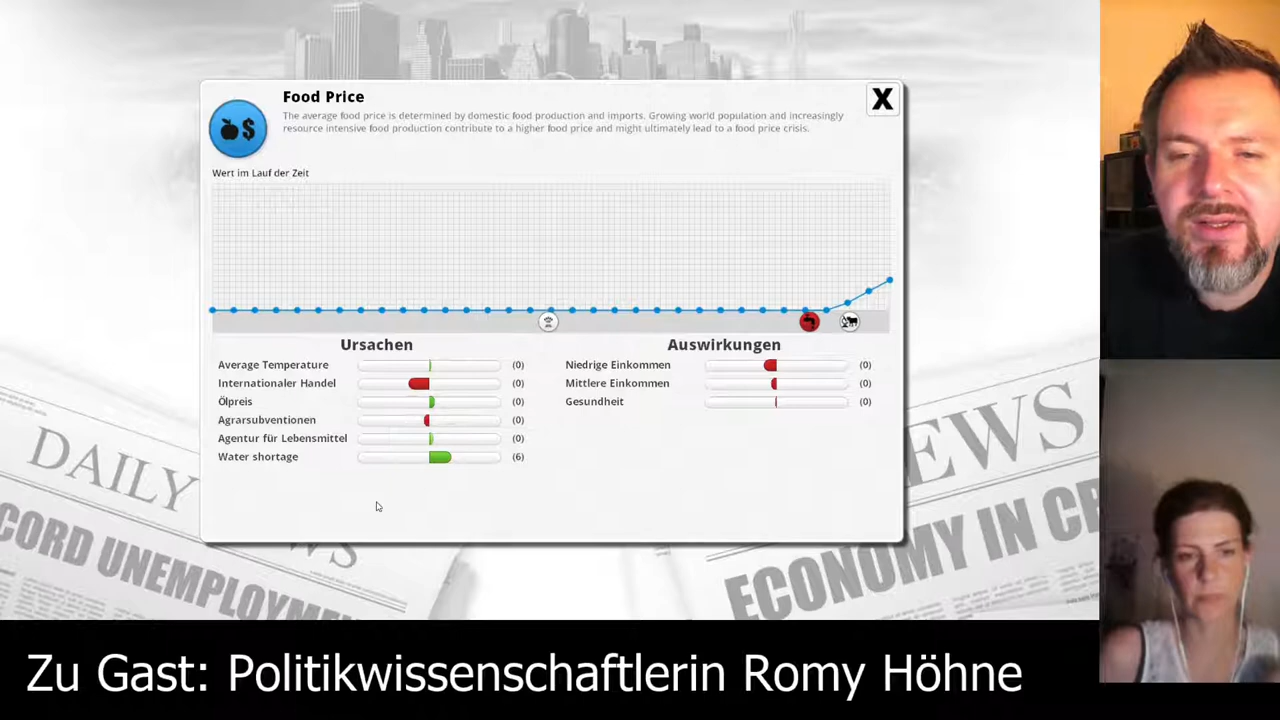 Food Price
X
The average food price is determined by domestic food production and imports. Growing world population and increasingly
resource intensive food production contribute to a higher food price and might ultimately lead to a food price crisis.
Wert im Lauf der Zeit
Ursachen
Average Temperature (0)
Internationaler Handel (0)
Ölpreis (0)
Agrarsubventionen (0)
Agentur für Lebensmittel (0)
Water shortage (6)
Auswirkungen
Niedrige Einkommen (0)
Mittlere Einkommen (0)
Gesundheit (0)
DAILY
NEWS
CORD UNEMPLOYME
ECONOMY IN CR
Zu Gast: Politikwissenschaftlerin Romy Höhne